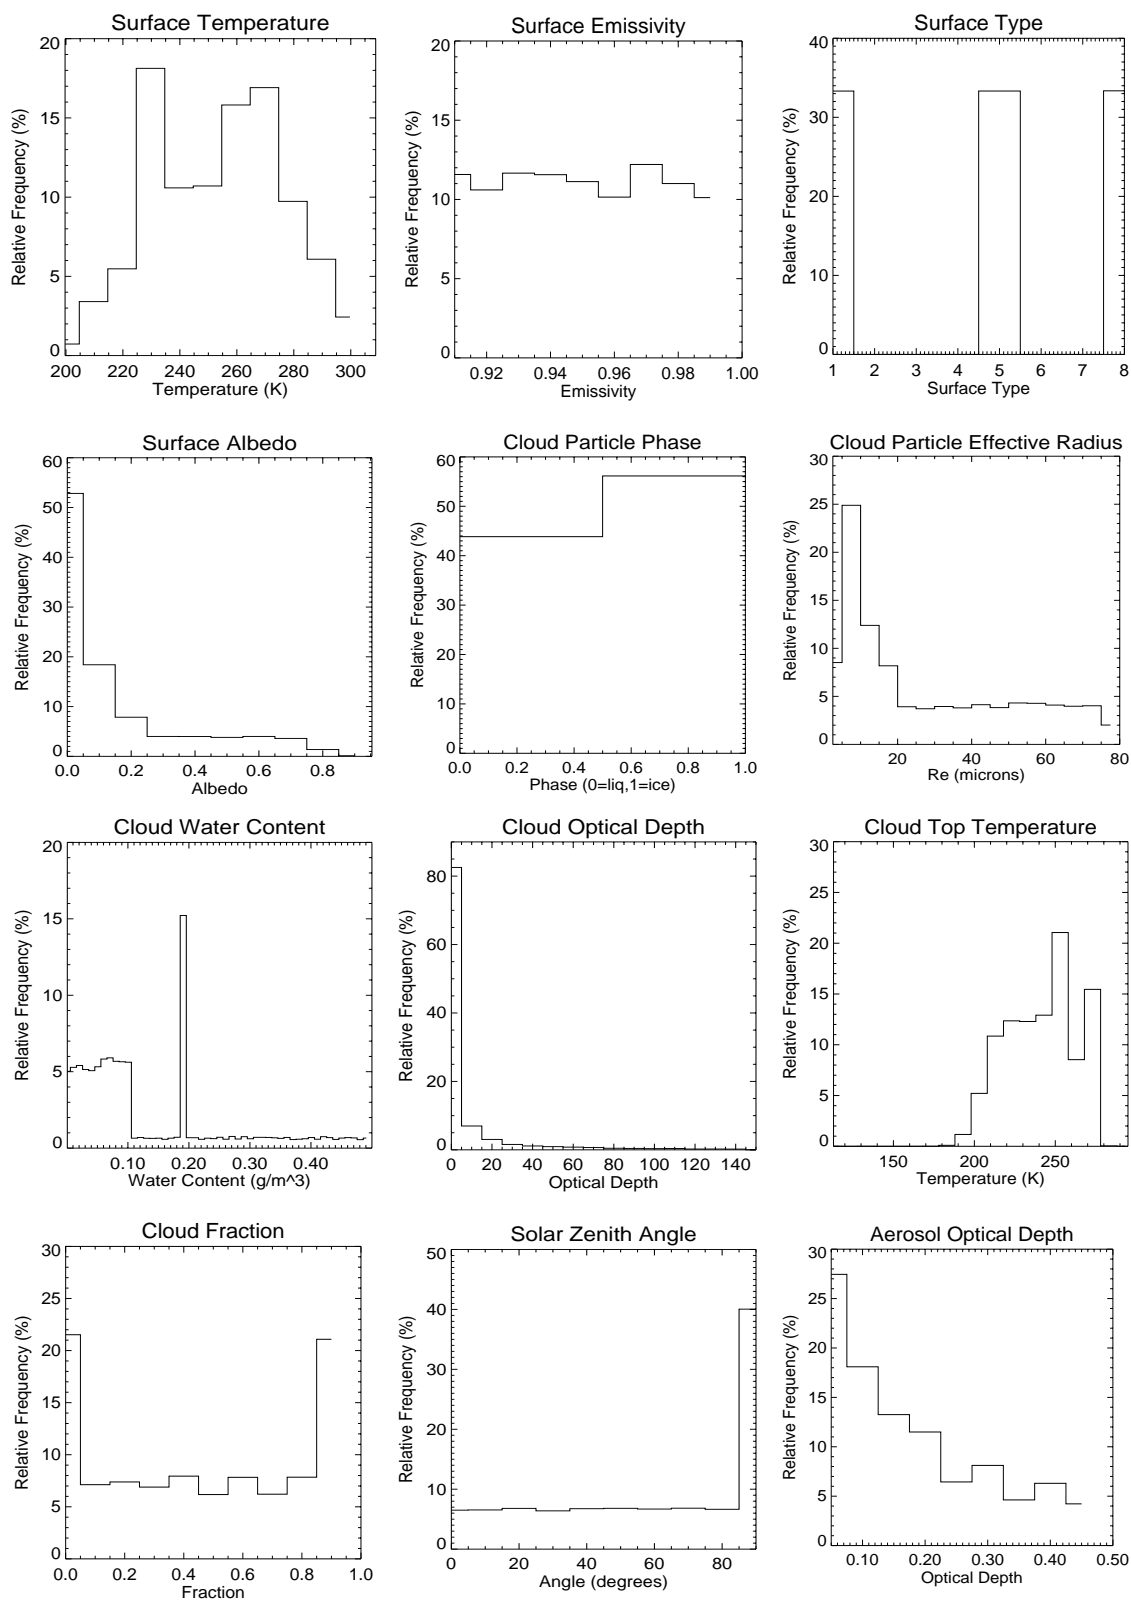 Surface Temperature
20
15
10
5
0
200 220 240 260 280 300
Temperature (K)
Relative Frequency (%)
Surface Emissivity
20
15
10
5
0
0.92 0.94 0.96 0.98 1.00
Emissivity
Relative Frequency (%)
Surface Type
40
30
20
10
0
1 2 3 4 5 6 7 8
Surface Type
Relative Frequency (%)
Surface Albedo
60
50
40
30
20
10
0
0.0 0.2 0.4 0.6 0.8
Albedo
Relative Frequency (%)
Cloud Particle Phase
60
50
40
30
20
10
0
0.0 0.2 0.4 0.6 0.8 1.0
Phase (0=liq,1=ice)
Relative Frequency (%)
Cloud Particle Effective Radius
30
25
20
15
10
5
0
20 40 60 80
Re (microns)
Relative Frequency (%)
Cloud Water Content
20
15
10
5
0
0.10 0.20 0.30 0.40
Water Content (g/m^3)
Relative Frequency (%)
Cloud Optical Depth
80
60
40
20
0
0 20 40 60 80 100 120 140
Optical Depth
Relative Frequency (%)
Cloud Top Temperature
30
25
20
15
10
5
0
150 200 250
Temperature (K)
Relative Frequency (%)
Cloud Fraction
30
25
20
15
10
5
0
0.0 0.2 0.4 0.6 0.8 1.0
Fraction
Relative Frequency (%)
Solar Zenith Angle
50
40
30
20
10
0
0 20 40 60 80
Angle (degrees)
Relative Frequency (%)
Aerosol Optical Depth
30
25
20
15
10
5
0
0.10 0.20 0.30 0.40 0.50
Optical Depth
Relative Frequency (%)